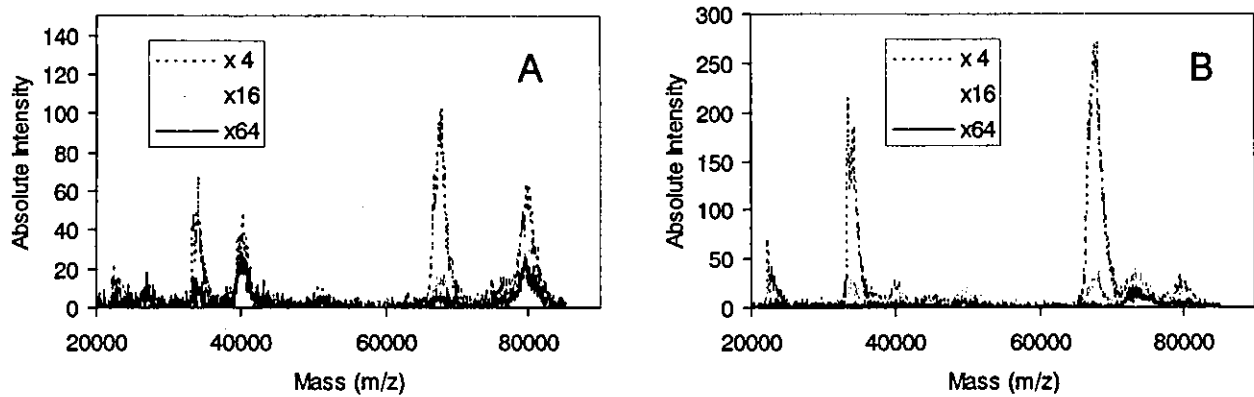 140
120
100
80
60
40
20
0
Absolute Intensity
x 4
x16
x64
A
20000 40000 60000 80000
Mass (m/z)
300
250
200
150
100
50
0
Absolute Intensity
x 4
x16
x64
B
20000 40000 60000 80000
Mass (m/z)